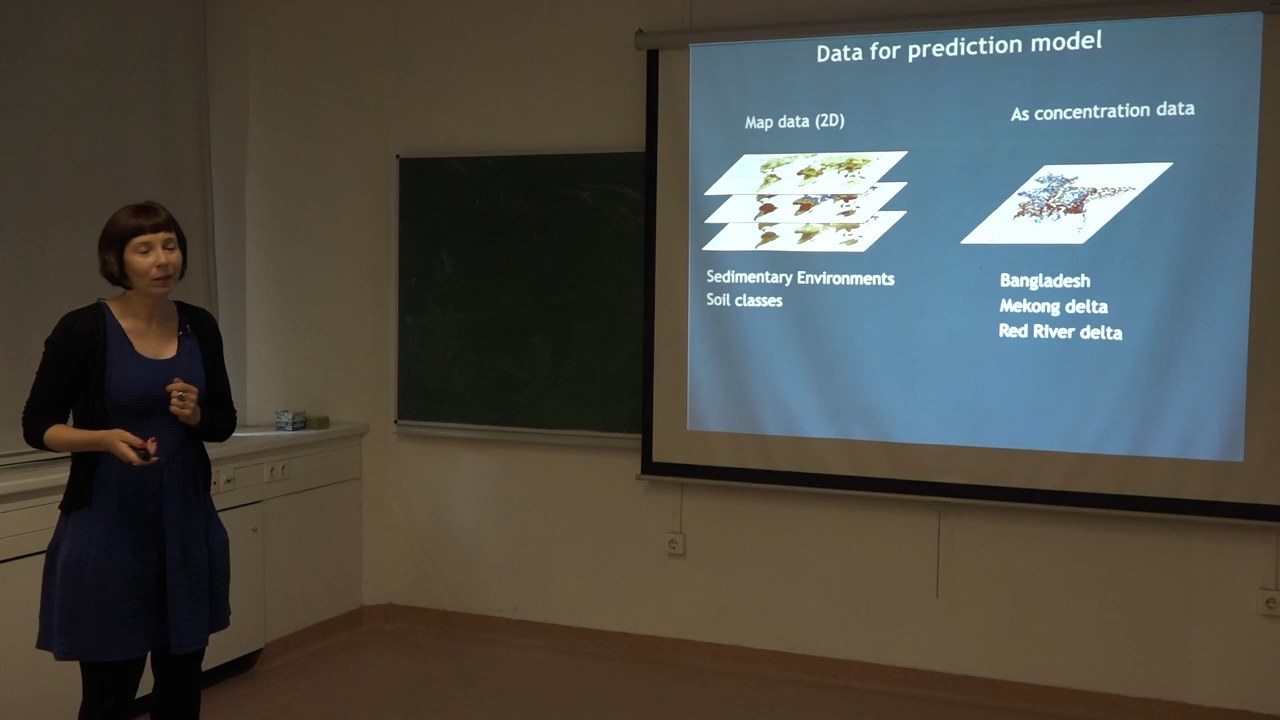 Data for prediction model
Map data (2D)
As concentration data
Sedimentary Environments
Soil classes
Bangladesh
Mekong delta
Red River delta